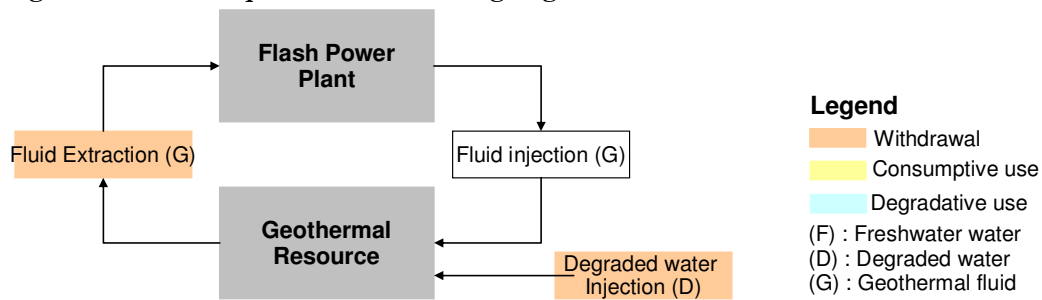 Flash Power
Plant
Fluid Extraction (G)
Fluid injection (G)
Geothermal
Resource
Degraded water
Injection (D)
Legend
Withdrawal
Consumptive use
Degradative use
(F) : Freshwater water
(D) : Degraded water
(G) : Geothermal fluid